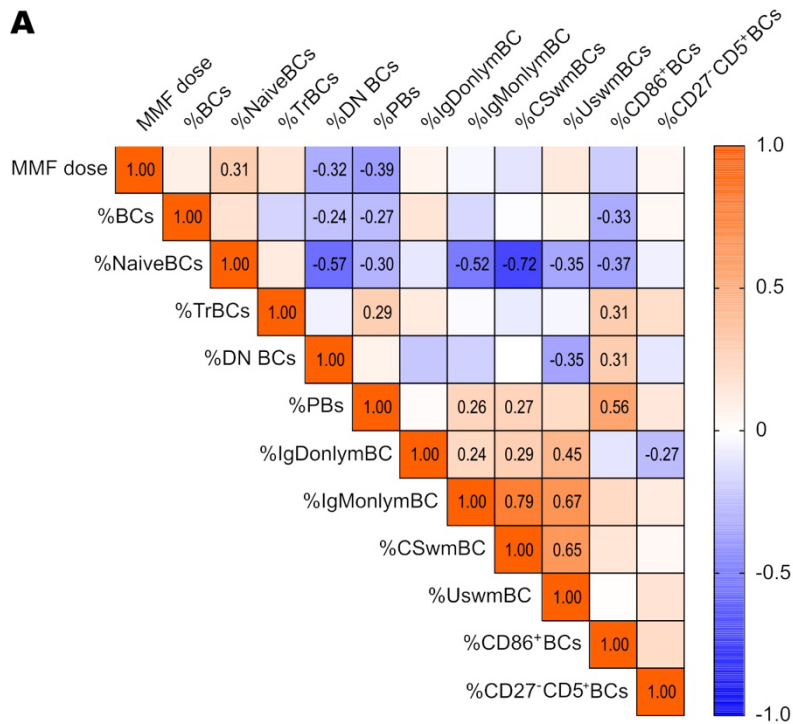 A
MMF dose
%BCs
%NaiveBCs
%TrBCs
%DN BCs
%PBs
%IgDonlymBC
%IgMonlymBC
%CSwmBCs
%UswmBCs
%CD86⁺BCs
%CD27⁻CD5⁺BCs
MMF dose 1.00 0.31 -0.32 -0.39
%BCs 1.00 -0.24 -0.27 -0.33
%NaiveBCs 1.00 -0.57 -0.30 -0.52 -0.72 -0.35 -0.37
%TrBCs 1.00 0.29 0.31
%DN BCs 1.00 -0.35 0.31
%PBs 1.00 0.26 0.27 0.56
%IgDonlymBC 1.00 0.24 0.29 0.45 -0.27
%IgMonlymBC 1.00 0.79 0.67
%CSwmBC 1.00 0.65
%UswmBC 1.00
%CD86⁺BCs 1.00
%CD27⁻CD5⁺BCs 1.00
1.0
0.5
0
-0.5
-1.0